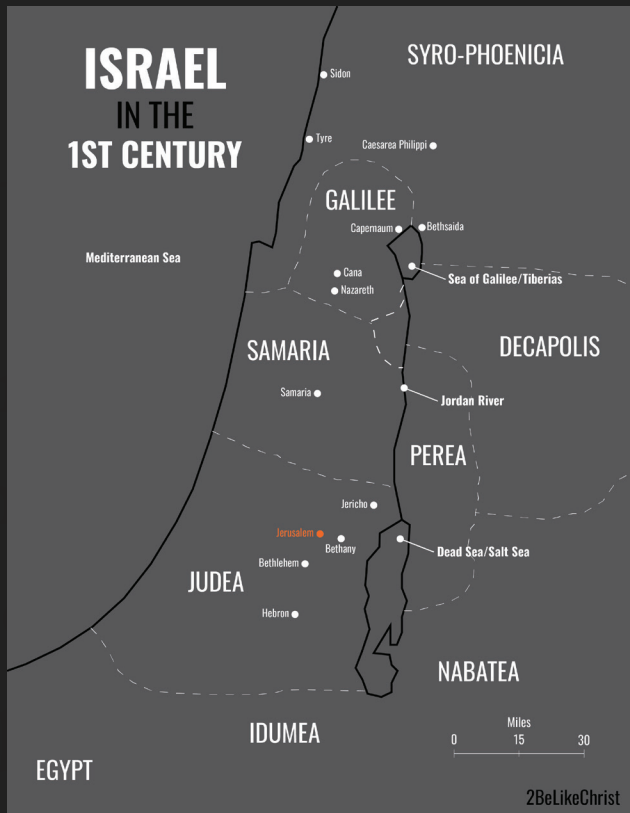 ISRAEL
IN THE
1ST CENTURY
SYRO-PHOENICIA
Sidon
Tyre
Caesarea Philippi
GALILEE
Capernaum
Bethsaida
Mediterranean Sea
Cana
Sea of Galilee/Tiberias
Nazareth
SAMARIA
DECAPOLIS
Samaria
Jordan River
PEREA
Jericho
Jerusalem
Bethany
Dead Sea/Salt Sea
Bethlehem
JUDEA
Hebron
NABATEA
IDUMEA
Miles
0 15 30
EGYPT
2BeLikeChrist